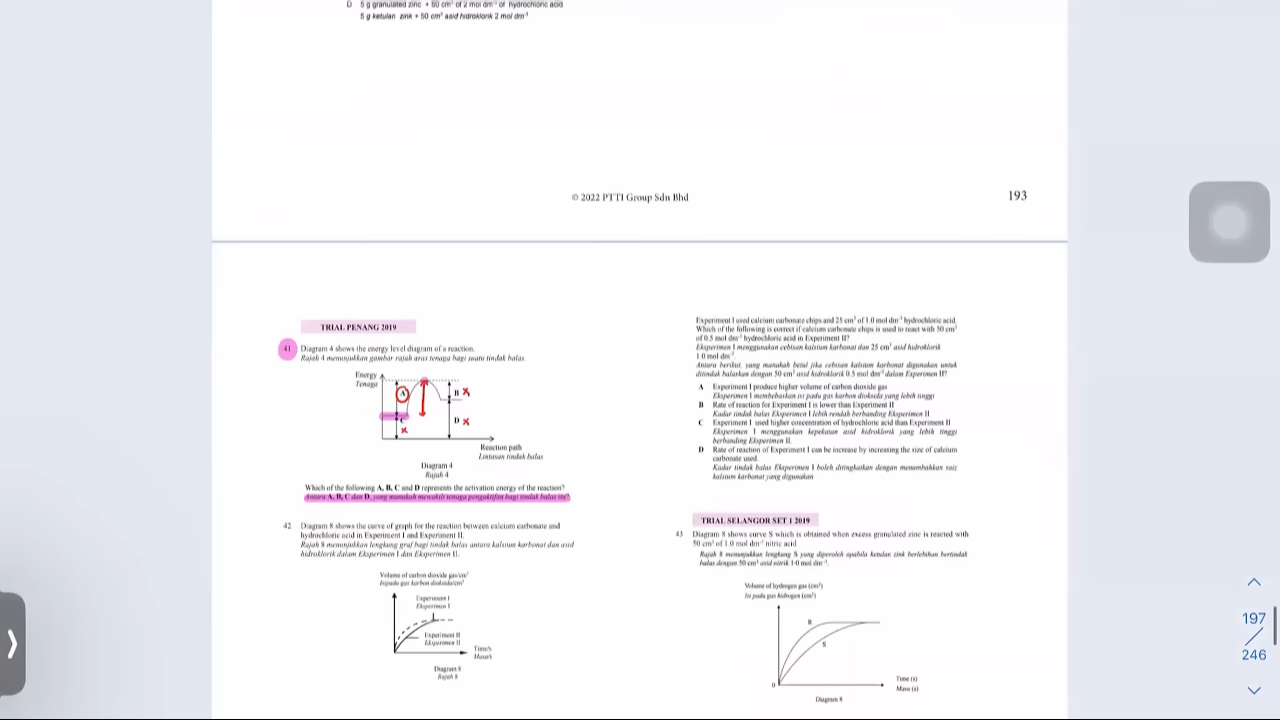 D 5 g granulated zinc + 50 cm³ of 2 mol dm⁻³ of hydrochloric acid
5 g ketulan zink + 50 cm³ asid hidroklorik 2 mol dm⁻³
© 2022 PTTI Group Sdn Bhd
193
TRIAL PENANG 2019
41 Diagram 4 shows the energy level diagram of a reaction.
Rajah 4 menunjukkan gambar rajah aras tenaga bagi suatu tindak balas.
Energy
Tenaga
A
B
C
D
Reaction path
Lintasan tindak balas
Diagram 4
Rajah 4
Which of the following A, B, C and D represents the activation energy of the reaction?
Antara A, B, C dan D, yang manakah mewakili tenaga pengaktifan bagi tindak balas itu?
42 Diagram 8 shows the curve of graph for the reaction between calcium carbonate and
hydrochloric acid in Experiment I and Experiment II.
Rajah 8 menunjukkan lengkung graf bagi tindak balas antara kalsium karbonat dan asid
hidroklorik dalam Eksperimen I dan Eksperimen II.
Volume of carbon dioxide gas/cm³
Isipadu gas karbon dioksida/cm³
Experiment I
Eksperimen I
Experiment II
Eksperimen II
Time/s
Masa/s
Diagram 8
Rajah 8
Experiment I used calcium carbonate chips and 25 cm³ of 1.0 mol dm⁻³ hydrochloric acid.
Which of the following is correct if calcium carbonate chips is used to react with 50 cm³
of 0.5 mol dm⁻³ hydrochloric acid in Experiment II?
Eksperimen I menggunakan cebisan kalsium karbonat dan 25 cm³ asid hidroklorik
1.0 mol dm⁻³.
Antara berikut, yang manakah betul jika cebisan kalsium karbonat digunakan untuk
ditindak balaskan dengan 50 cm³ asid hidroklorik 0.5 mol dm⁻³ dalam Experimen II?
A Experiment I produce higher volume of carbon dioxide gas
Eksperimen I membebaskan isi padu gas karbon dioksida yang lebih tinggi
B Rate of reaction for Experiment I is lower than Experiment II
Kadar tindak balas Eksperimen I lebih rendah berbanding Eksperimen II
C Experiment I used higher concentration of hydrochloric acid than Experiment II
Eksperimen I menggunakan kepekatan asid hidroklorik yang lebih tinggi
berbanding Eksperimen II.
D Rate of reaction of Experiment I can be increase by increasing the size of calcium
carbonate used.
Kadar tindak balas Eksperimen I boleh ditingkatkan dengan menambahkan saiz
kalsium karbonat yang digunakan
TRIAL SELANGOR SET 1 2019
43 Diagram 8 shows curve S which is obtained when excess granulated zinc is reacted with
50 cm³ of 1.0 mol dm⁻³ nitric acid
Rajah 8 menunjukkan lengkung S yang diperoleh apabila ketulan zink berlebihan bertindak
balas dengan 50 cm³ asid nitrik 1.0 mol dm⁻³.
Volume of hydrogen gas (cm³)
Isi padu gas hidrogen (cm³)
R
S
0
Time (s)
Masa (s)
Diagram 8
197
246